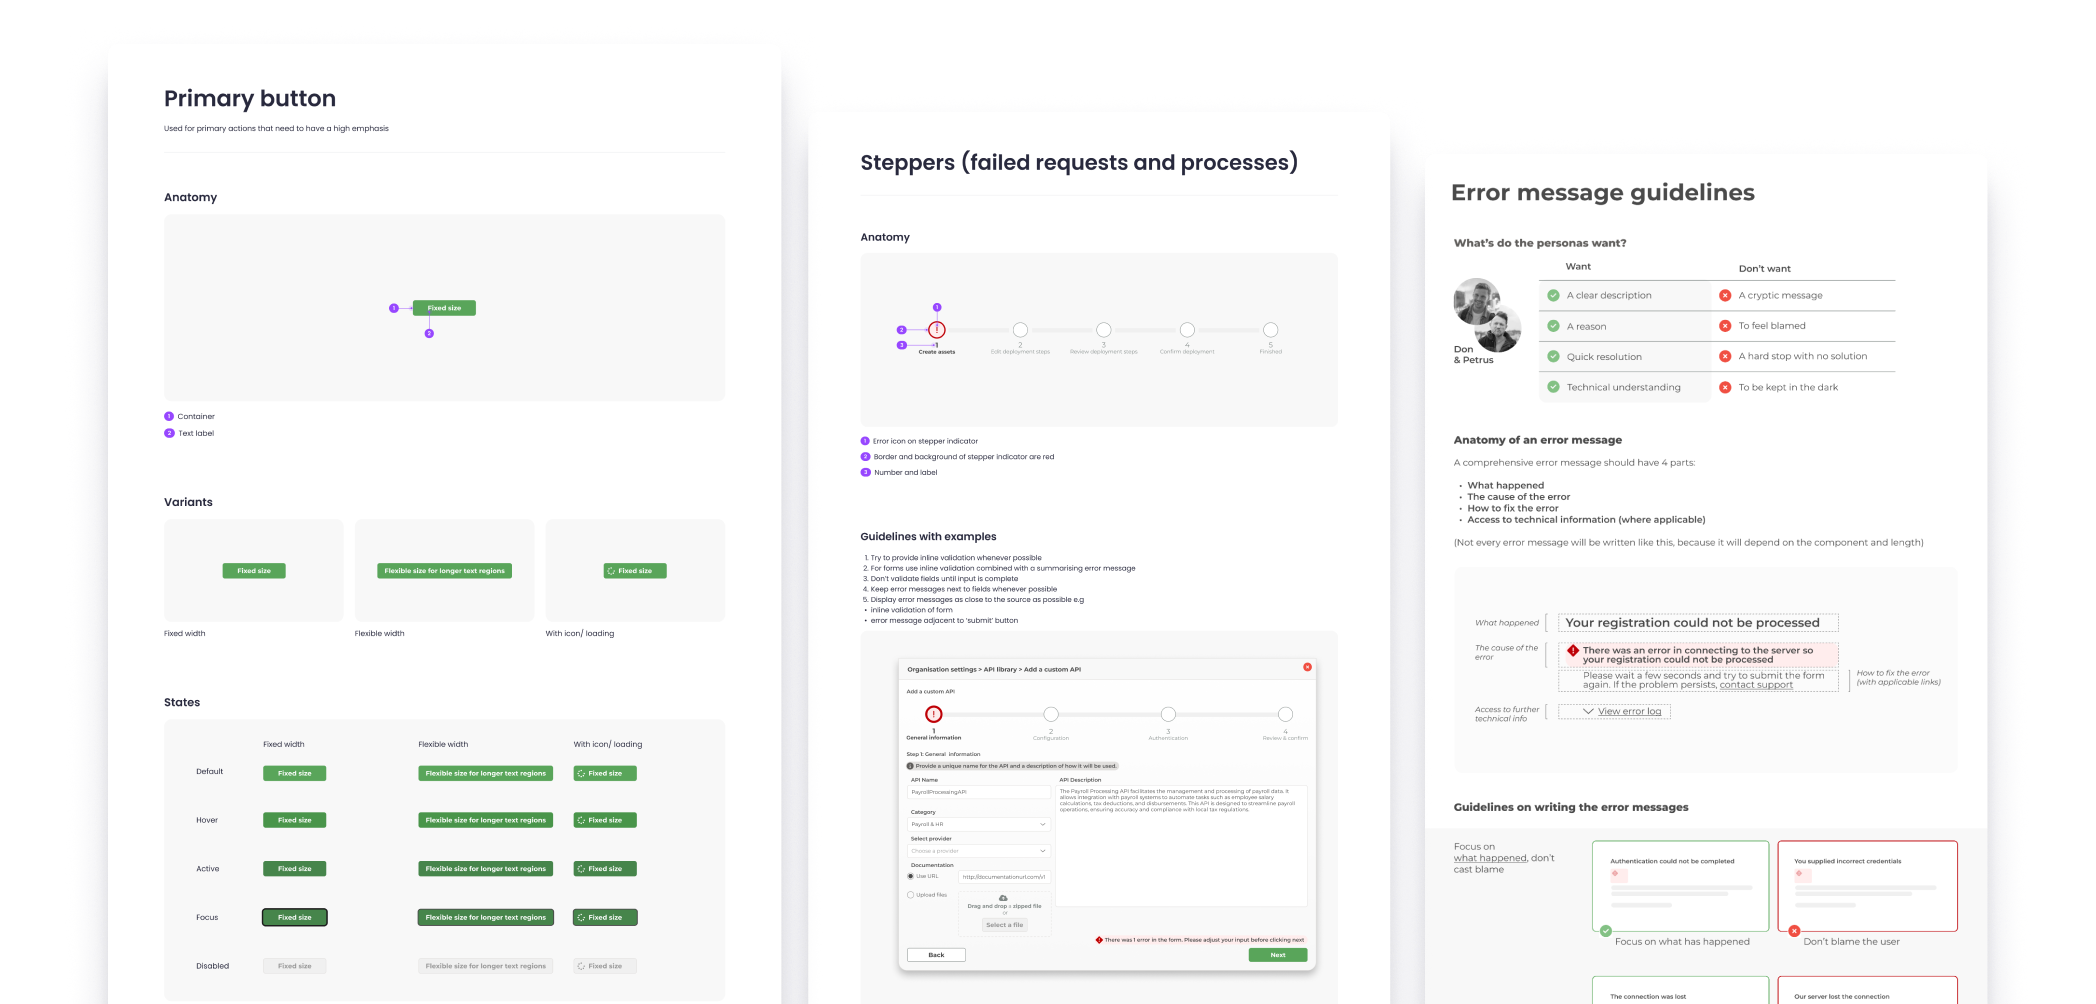 Primary button
Used for primary actions that need to have a high emphasis
Anatomy
1
Fixed size
2
1 Container
2 Text label
Variants
Fixed size
Flexible size for longer text regions
Fixed size
Fixed width
Flexible width
With icon/ loading
States
Fixed width
Flexible width
With icon/ loading
Default
Fixed size
Flexible size for longer text regions
Fixed size
Hover
Fixed size
Flexible size for longer text regions
Fixed size
Active
Fixed size
Flexible size for longer text regions
Fixed size
Focus
Fixed size
Flexible size for longer text regions
Fixed size
Disabled
Fixed size
Flexible size for longer text regions
Fixed size
Steppers (failed requests and processes)
Anatomy
1
2
!
3
1
Create assets
2
Edit deployment steps
3
Review deployment steps
4
Confirm deployment
5
Finished
1 Error icon on stepper indicator
2 Border and background of stepper indicator are red
3 Number and label
Guidelines with examples
1. Try to provide inline validation whenever possible
2. For forms use inline validation combined with a summarising error message
3. Don't validate fields until input is complete
4. Keep error messages next to fields whenever possible
5. Display error messages as close to the source as possible e.g
• inline validation of form
• error message adjacent to 'submit' button
Organisation settings > API library > Add a custom API
Add a custom API
!
1
General information
2
Configuration
3
Authentication
4
Review & confirm
Step 1: General information
Provide a unique name for the API and a description of how it will be used.
API Name
PayrollProcessingAPI
Category
Payroll & HR
Select provider
Choose a provider
Documentation
Use URL
http://documentationurl.com/v1
Upload files
Drag and drop a zipped file
or
Select a file
API Description
The Payroll Processing API facilitates the management and processing of payroll data. It
allows integration with payroll systems to automate tasks such as employee salary
calculations, tax deductions, and disbursements. This API is designed to streamline payroll
operations, ensuring accuracy and compliance with local tax regulations.
There was 1 error in the form. Please adjust your input before clicking next
Back
Next
Error message guidelines
What's do the personas want?
Don
& Petrus
Want
Don't want
A clear description
A cryptic message
A reason
To feel blamed
Quick resolution
A hard stop with no solution
Technical understanding
To be kept in the dark
Anatomy of an error message
A comprehensive error message should have 4 parts:
• What happened
• The cause of the error
• How to fix the error
• Access to technical information (where applicable)
(Not every error message will be written like this, because it will depend on the component and length)
What happened
Your registration could not be processed
The cause of the
error
There was an error in connecting to the server so
your registration could not be processed
Please wait a few seconds and try to submit the form
again. If the problem persists, contact support
How to fix the error
(with applicable links)
Access to further
technical info
View error log
Guidelines on writing the error messages
Focus on
what happened, don't
cast blame
Authentication could not be completed
Focus on what has happened
You supplied incorrect credentials
Don't blame the user
The connection was lost
Our server lost the connection